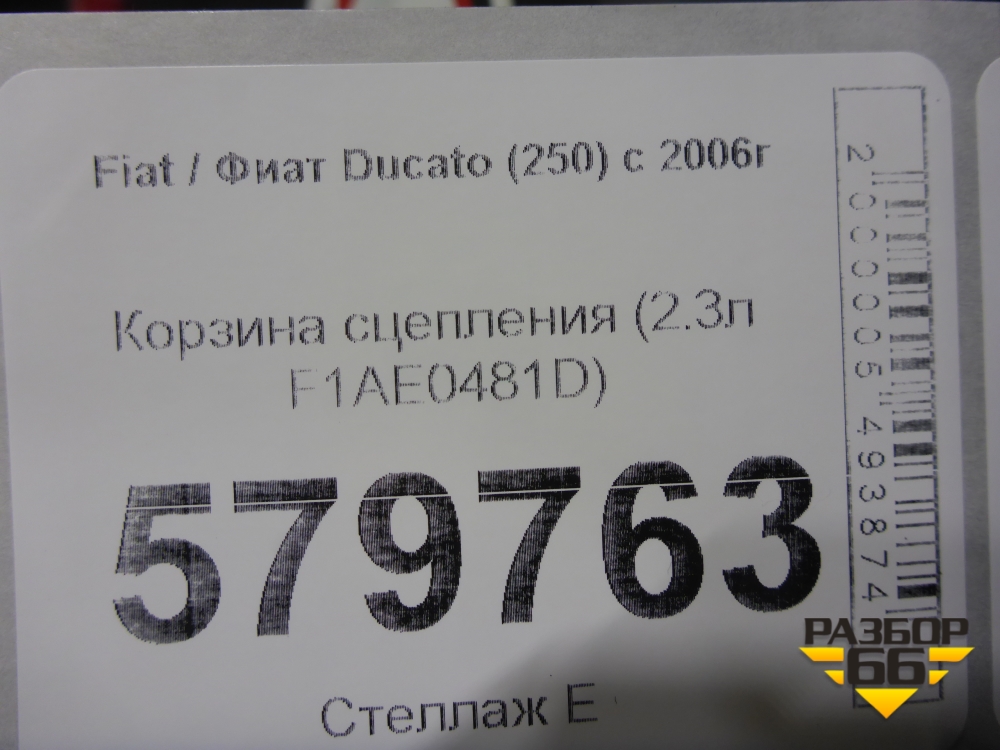 Fiat / Фиат Ducato (250) с 2006г
Корзина сцепления (2.3л
F1AE0481D)
579763
Стеллаж Е
2000005493874
РАЗБОР
66